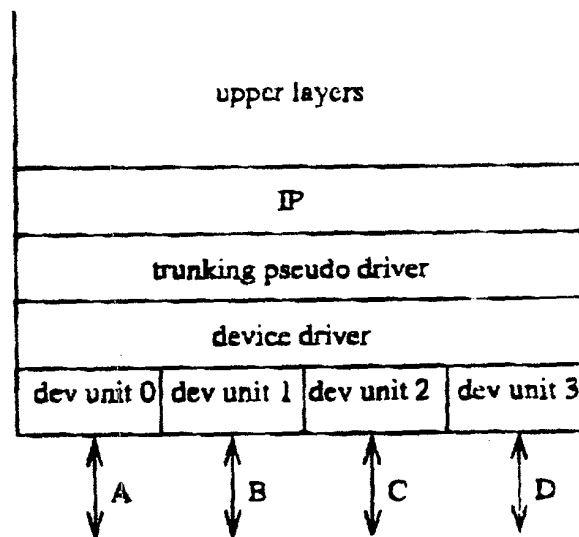 upper layers
IP
trunking pseudo driver
device driver
dev unit 0 dev unit 1 dev unit 2 dev unit 3
A B C D